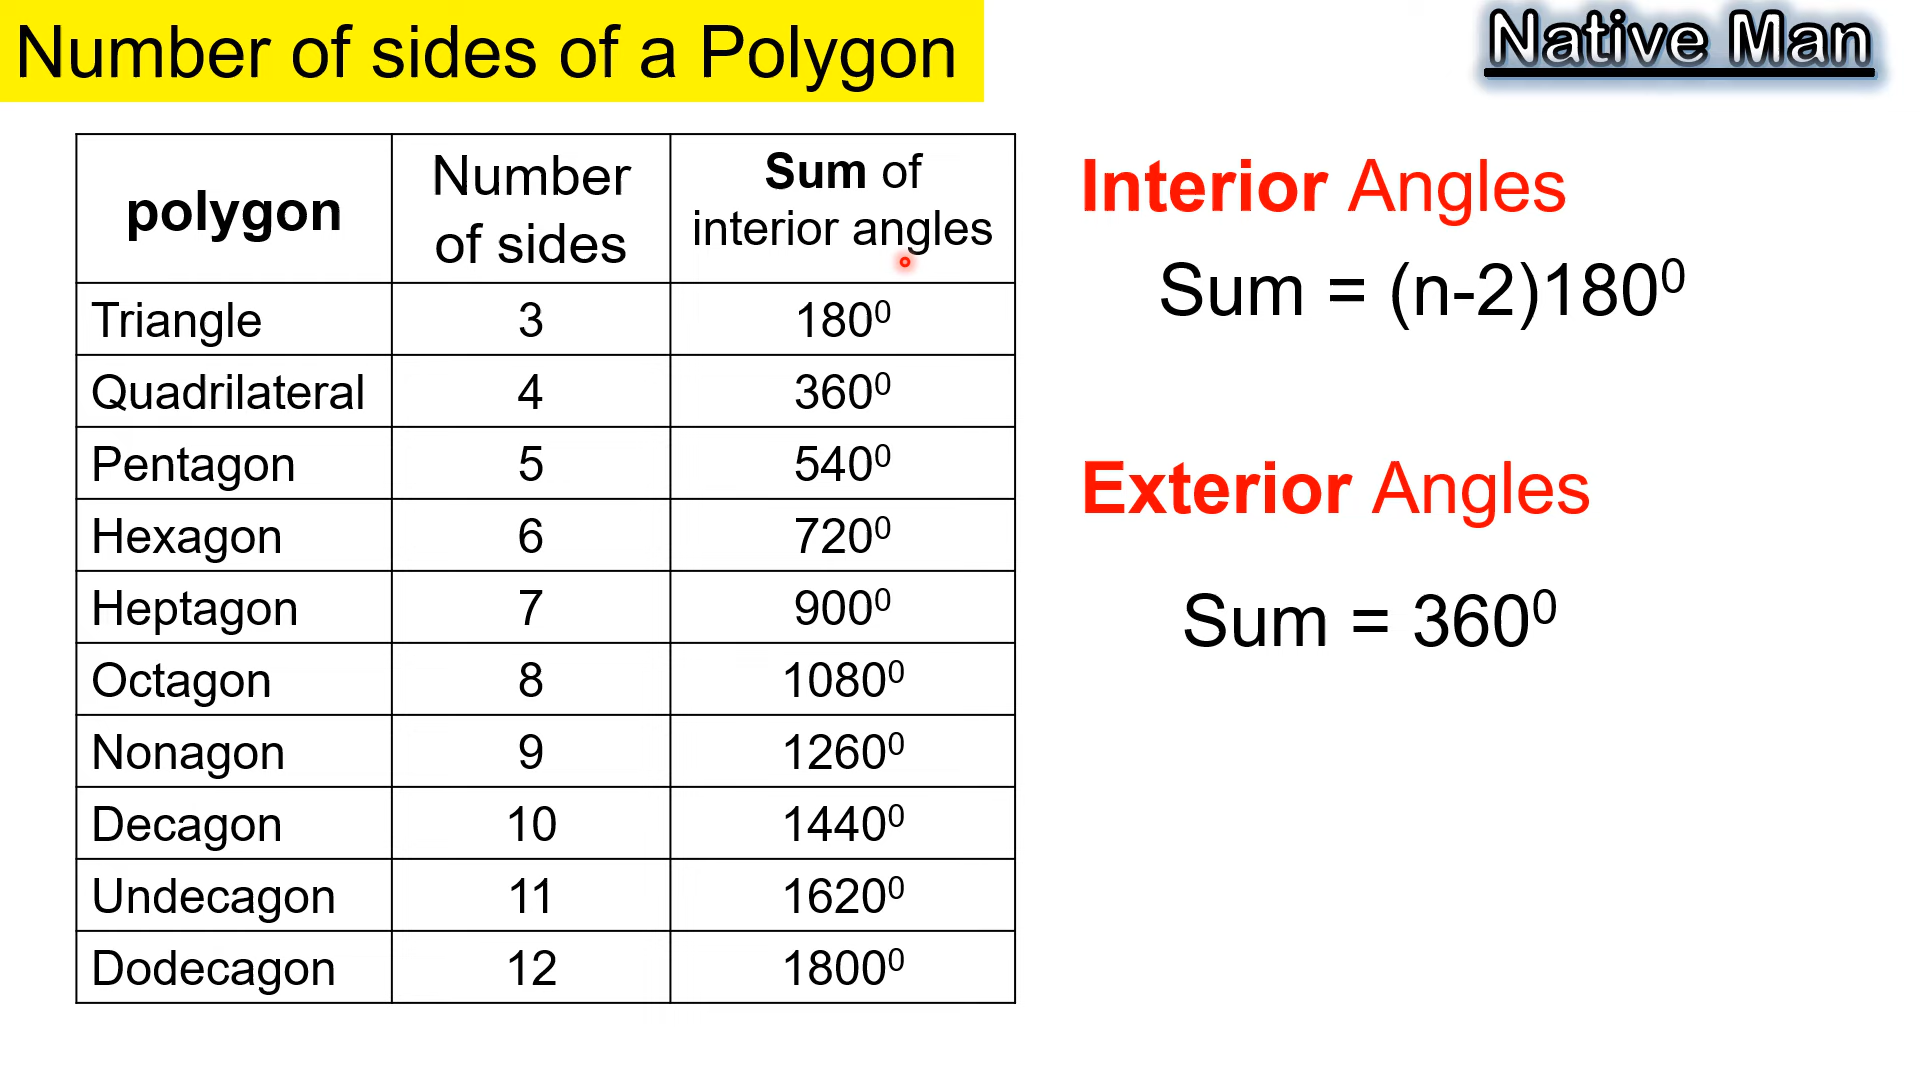 Number of sides of a Polygon
Native Man
polygon
Number
of sides
Sum of
interior angles
Triangle 3 180⁰
Quadrilateral 4 360⁰
Pentagon 5 540⁰
Hexagon 6 720⁰
Heptagon 7 900⁰
Octagon 8 1080⁰
Nonagon 9 1260⁰
Decagon 10 1440⁰
Undecagon 11 1620⁰
Dodecagon 12 1800⁰
Interior Angles
Sum = (n-2)180⁰
Exterior Angles
Sum = 360⁰